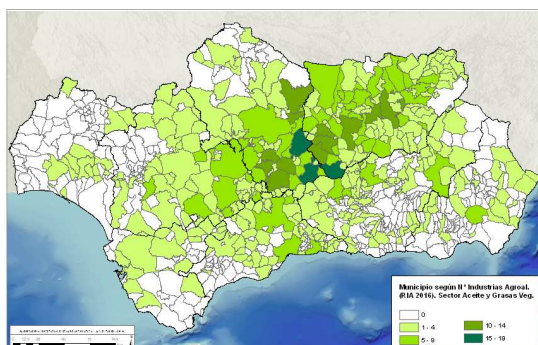 Municipio según Nº Industrias Agroal.
(RIA 2016). Sector Aceite y Grasas Veg.
0
1 - 4
5 - 9
10 - 14
15 - 19